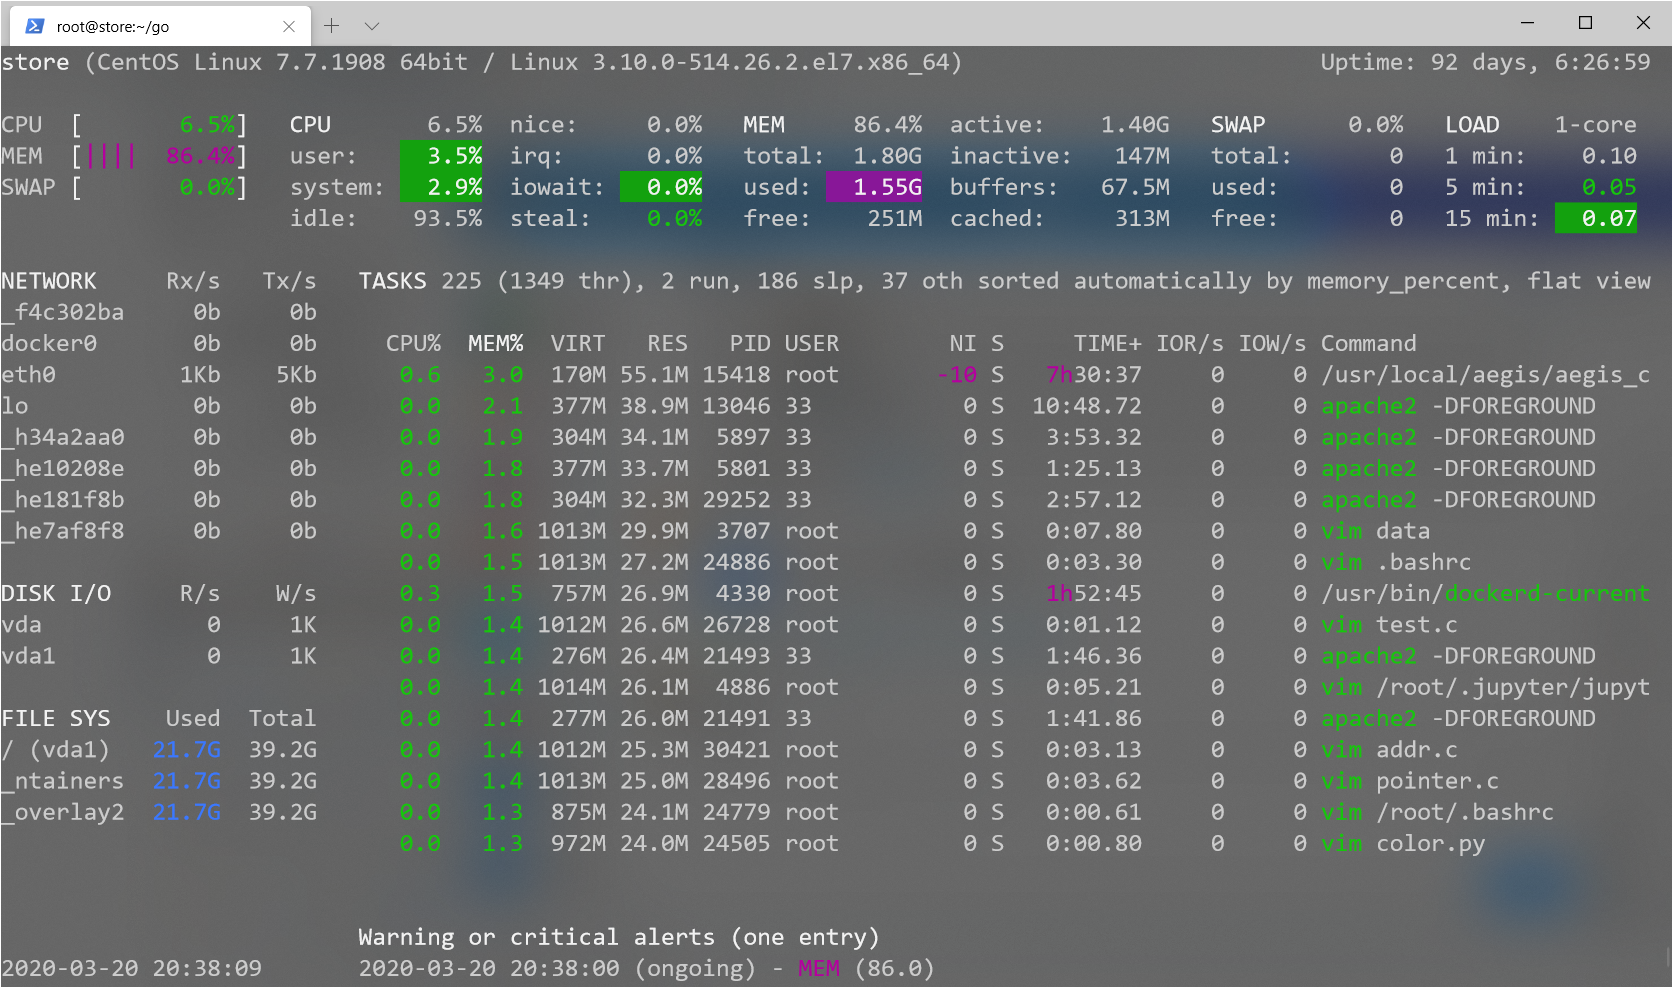 root@store:~/go
store (CentOS Linux 7.7.1908 64bit / Linux 3.10.0-514.26.2.el7.x86_64) Uptime: 92 days, 6:26:59
CPU [ 6.5%] CPU 6.5% nice: 0.0% MEM 86.4% active: 1.40G SWAP 0.0% LOAD 1-core
MEM [|||| 86.4%] user: 3.5% irq: 0.0% total: 1.80G inactive: 147M total: 0 1 min: 0.10
SWAP [ 0.0%] system: 2.9% iowait: 0.0% used: 1.55G buffers: 67.5M used: 0 5 min: 0.05
idle: 93.5% steal: 0.0% free: 251M cached: 313M free: 0 15 min: 0.07
NETWORK Rx/s Tx/s TASKS 225 (1349 thr), 2 run, 186 slp, 37 oth sorted automatically by memory_percent, flat view
_f4c302ba 0b 0b
docker0 0b 0b CPU% MEM% VIRT RES PID USER NI S TIME+ IOR/s IOW/s Command
eth0 1Kb 5Kb 0.6 3.0 170M 55.1M 15418 root -10 S 7h30:37 0 0 /usr/local/aegis/aegis_c
lo 0b 0b 0.0 2.1 377M 38.9M 13046 33 0 S 10:48.72 0 0 apache2 -DFOREGROUND
_h34a2aa0 0b 0b 0.0 1.9 304M 34.1M 5897 33 0 S 3:53.32 0 0 apache2 -DFOREGROUND
_he10208e 0b 0b 0.0 1.8 377M 33.7M 5801 33 0 S 1:25.13 0 0 apache2 -DFOREGROUND
_he181f8b 0b 0b 0.0 1.8 304M 32.3M 29252 33 0 S 2:57.12 0 0 apache2 -DFOREGROUND
_he7af8f8 0b 0b 0.0 1.6 1013M 29.9M 3707 root 0 S 0:07.80 0 0 vim data
0.0 1.5 1013M 27.2M 24886 root 0 S 0:03.30 0 0 vim .bashrc
DISK I/O R/s W/s 0.3 1.5 757M 26.9M 4330 root 0 S 1h52:45 0 0 /usr/bin/dockerd-current
vda 0 1K 0.0 1.4 1012M 26.6M 26728 root 0 S 0:01.12 0 0 vim test.c
vda1 0 1K 0.0 1.4 276M 26.4M 21493 33 0 S 1:46.36 0 0 apache2 -DFOREGROUND
0.0 1.4 1014M 26.1M 4886 root 0 S 0:05.21 0 0 vim /root/.jupyter/jupyt
FILE SYS Used Total 0.0 1.4 277M 26.0M 21491 33 0 S 1:41.86 0 0 apache2 -DFOREGROUND
/ (vda1) 21.7G 39.2G 0.0 1.4 1012M 25.3M 30421 root 0 S 0:03.13 0 0 vim addr.c
_ntainers 21.7G 39.2G 0.0 1.4 1013M 25.0M 28496 root 0 S 0:03.62 0 0 vim pointer.c
_overlay2 21.7G 39.2G 0.0 1.3 875M 24.1M 24779 root 0 S 0:00.61 0 0 vim /root/.bashrc
0.0 1.3 972M 24.0M 24505 root 0 S 0:00.80 0 0 vim color.py
Warning or critical alerts (one entry)
2020-03-20 20:38:09 2020-03-20 20:38:00 (ongoing) - MEM (86.0)